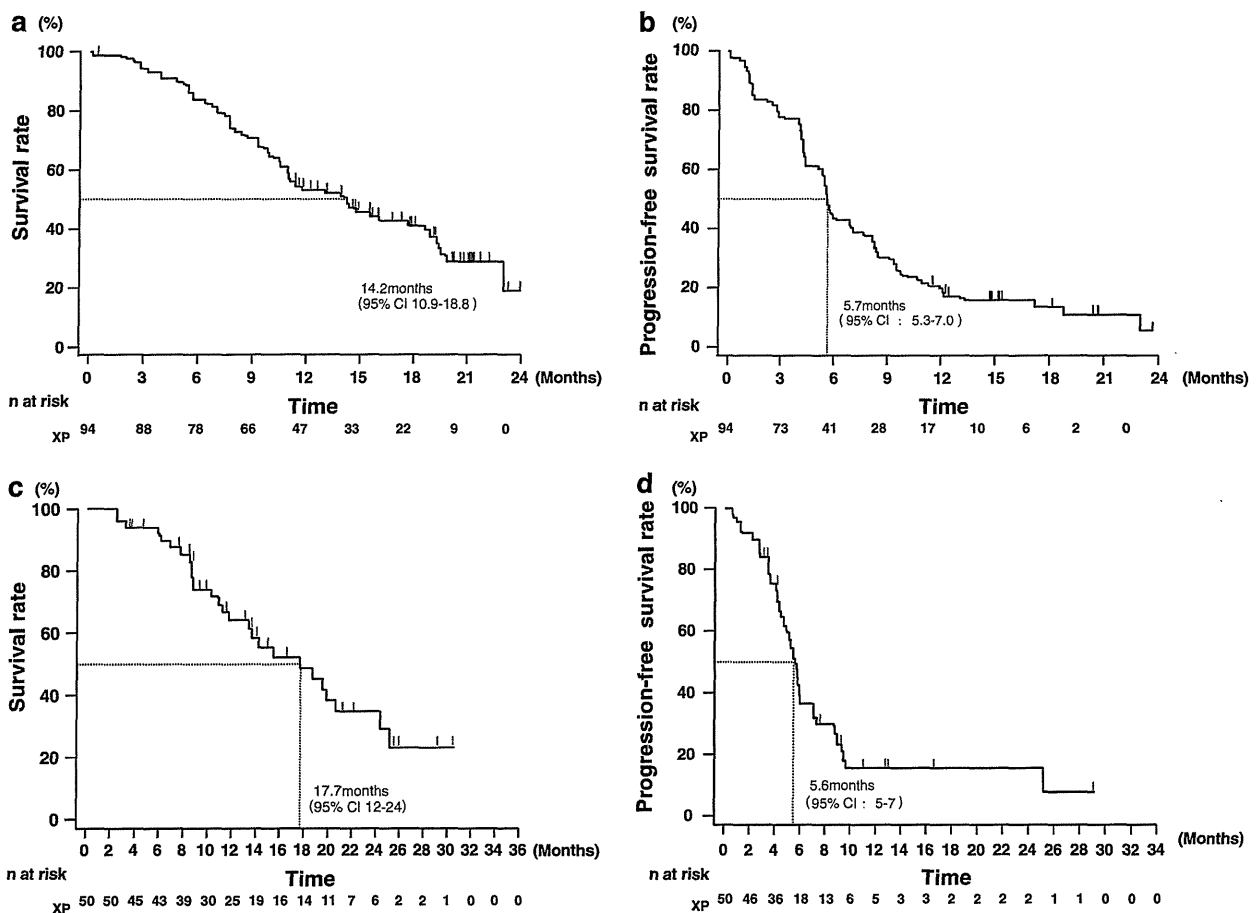 a (%)
100
80
60
40
20
0
Survival rate
14.2months
(95% CI 10.9-18.8 )
0 3 6 9 12 15 18 21 24 (Months)
Time
n at risk
XP 94 88 78 66 47 33 22 9 0
b (%)
100
80
60
40
20
0
Progression-free survival rate
5.7months
(95% CI : 5.3-7.0 )
0 3 6 9 12 15 18 21 24 (Months)
Time
n at risk
XP 94 73 41 28 17 10 6 2 0
c (%)
100
80
60
40
20
0
Survival rate
17.7months
(95% CI 12-24)
0 2 4 6 8 10 12 14 16 18 20 22 24 26 28 30 32 34 36 (Months)
Time
n at risk
XP 50 50 45 43 39 30 25 19 16 14 11 7 6 2 2 1 0 0 0
d (%)
100
80
60
40
20
0
Progression-free survival rate
5.6months
(95% CI : 5-7)
0 2 4 6 8 10 12 14 16 18 20 22 24 26 28 30 32 34 (Months)
Time
n at risk
XP 50 46 36 18 13 6 5 3 3 2 2 2 2 1 1 0 0 0